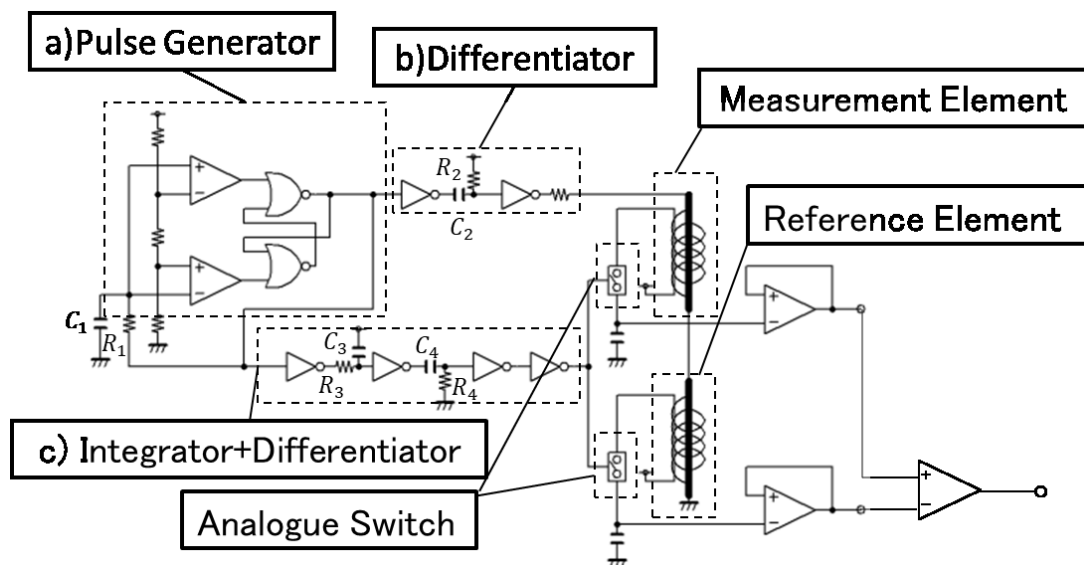 a)Pulse Generator
b)Differentiator
Measurement Element
Reference Element
R2
C2
C1
R1
C3
C4
R3
R4
c) Integrator+Differentiator
Analogue Switch
+
−
+
−
+
−
+
−
+
−